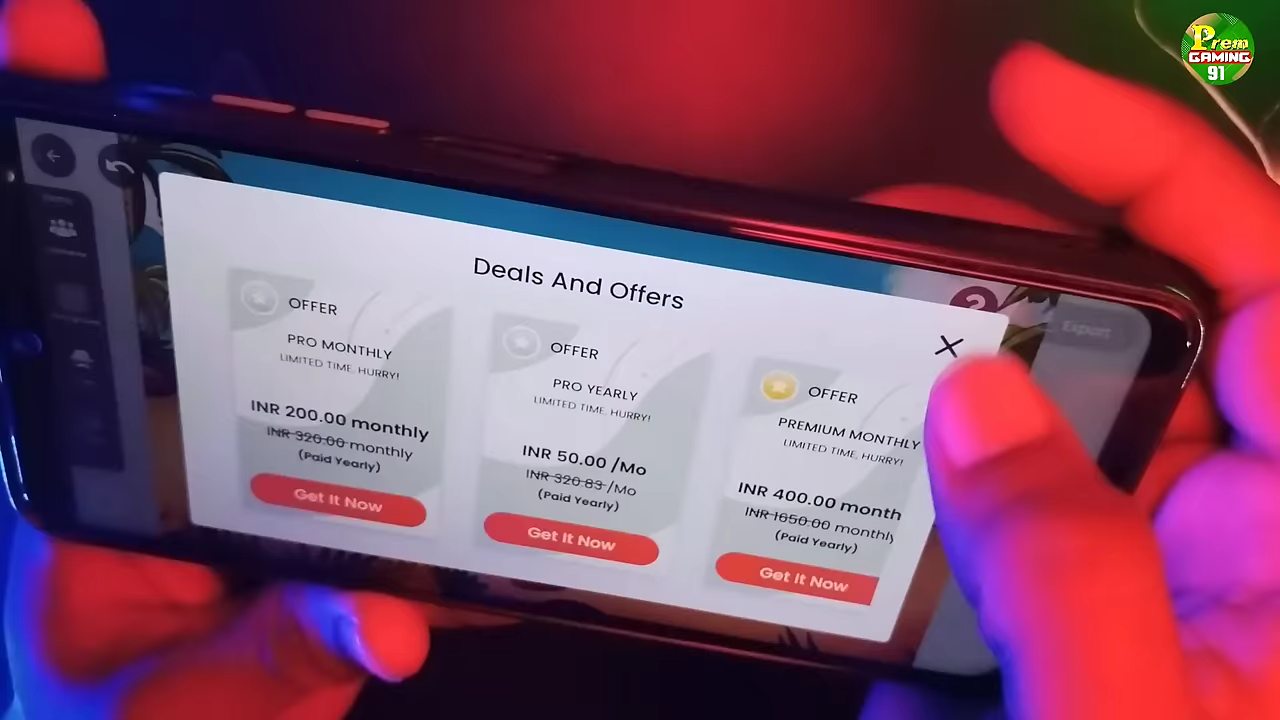 Prem
GAMING
91
Deals And Offers
OFFER
PRO MONTHLY
LIMITED TIME, HURRY!
INR 200.00 monthly
INR 320.00 monthly
(Paid Yearly)
Get It Now
OFFER
PRO YEARLY
LIMITED TIME, HURRY!
INR 50.00 /Mo
INR 320.83 /Mo
(Paid Yearly)
Get It Now
OFFER
PREMIUM MONTHLY
LIMITED TIME, HURRY!
INR 400.00 month
INR 1650.00 monthly
(Paid Yearly)
Get It Now
Export